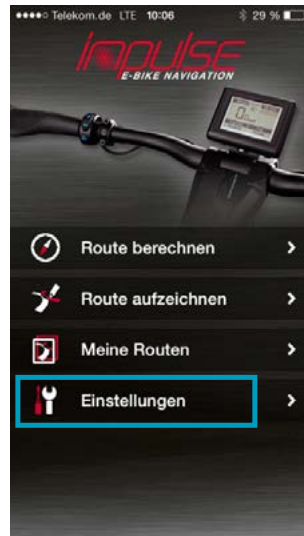 Telekom.de LTE 10:06 29 %
Impulse
E-BIKE NAVIGATION
Route berechnen
Route aufzeichnen
Meine Routen
Einstellungen